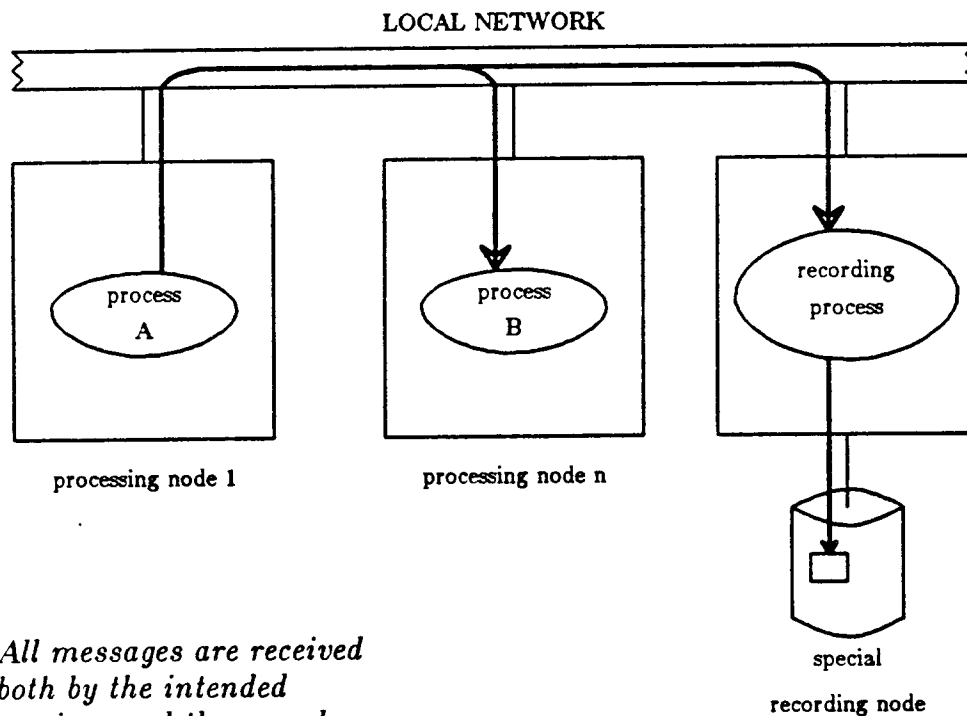 LOCAL NETWORK
process
A
process
B
recording
process
processing node 1
processing node n
special
recording node
All messages are received
both by the intended